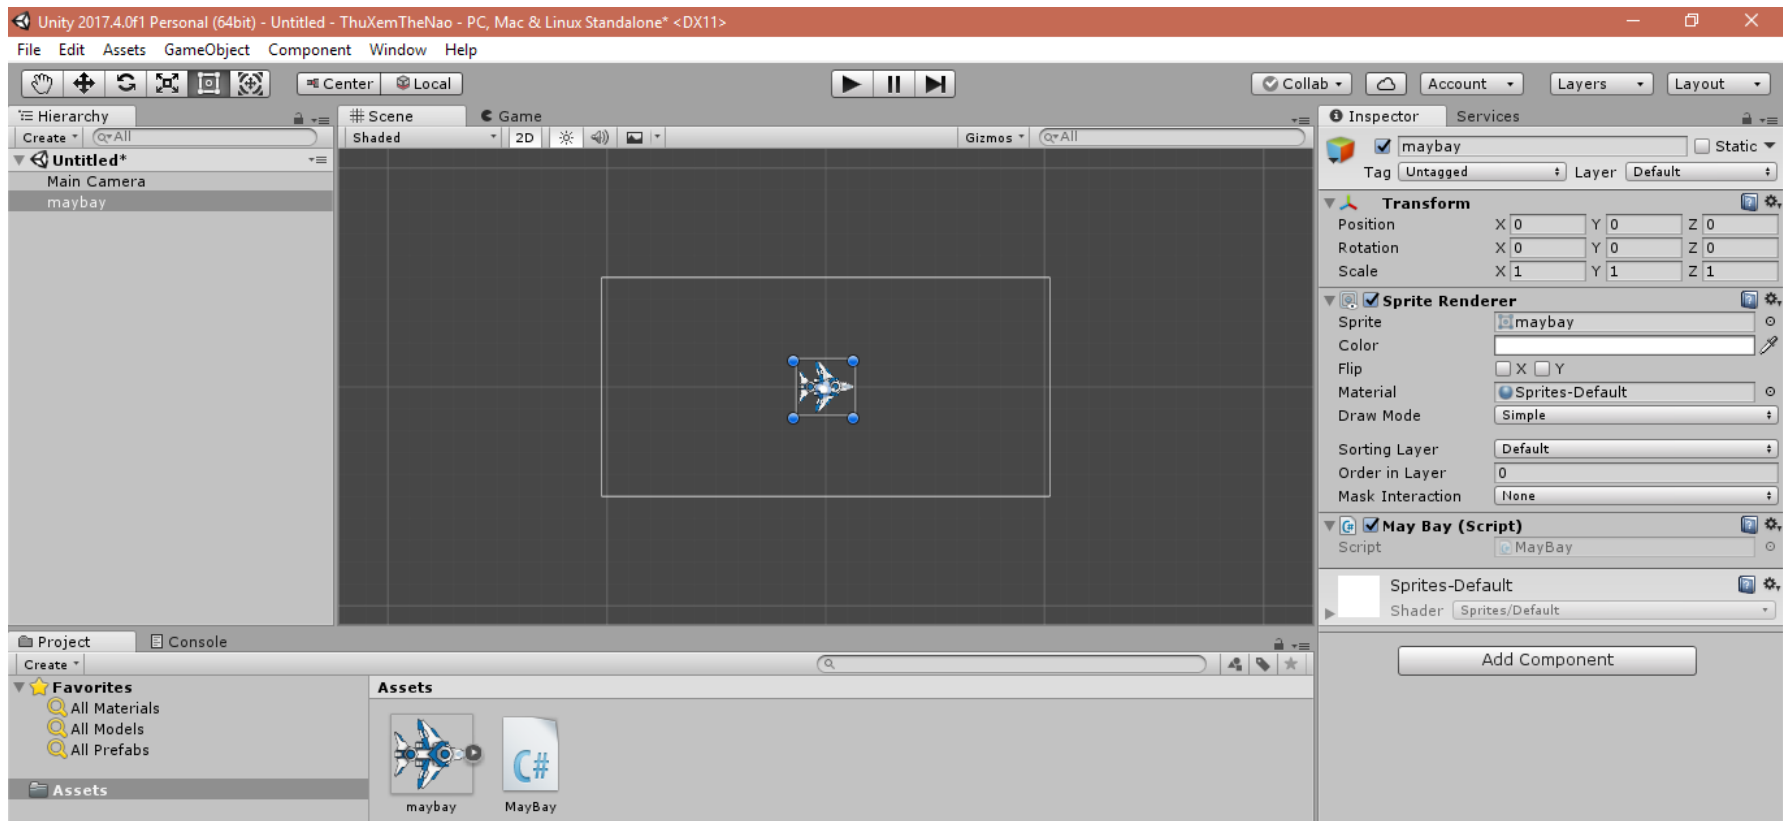 Unity 2017.4.0f1 Personal (64bit) - Untitled - ThuXemTheNao - PC, Mac & Linux Standalone* <DX11>
File Edit Assets GameObject Component Window Help
Center Local Collab Account Layers Layout
Hierarchy
Create All
Untitled*
Main Camera
maybay
Scene Game
Shaded 2D Gizmos All
Inspector Services
maybay Static
Tag Untagged Layer Default
Transform
Position X 0 Y 0 Z 0
Rotation X 0 Y 0 Z 0
Scale X 1 Y 1 Z 1
Sprite Renderer
Sprite maybay
Color
Flip X Y
Material Sprites-Default
Draw Mode Simple
Sorting Layer Default
Order in Layer 0
Mask Interaction None
May Bay (Script)
Script MayBay
Sprites-Default
Shader Sprites/Default
Add Component
Project Console
Create
Favorites
All Materials
All Models
All Prefabs
Assets
Assets
C#
maybay MayBay